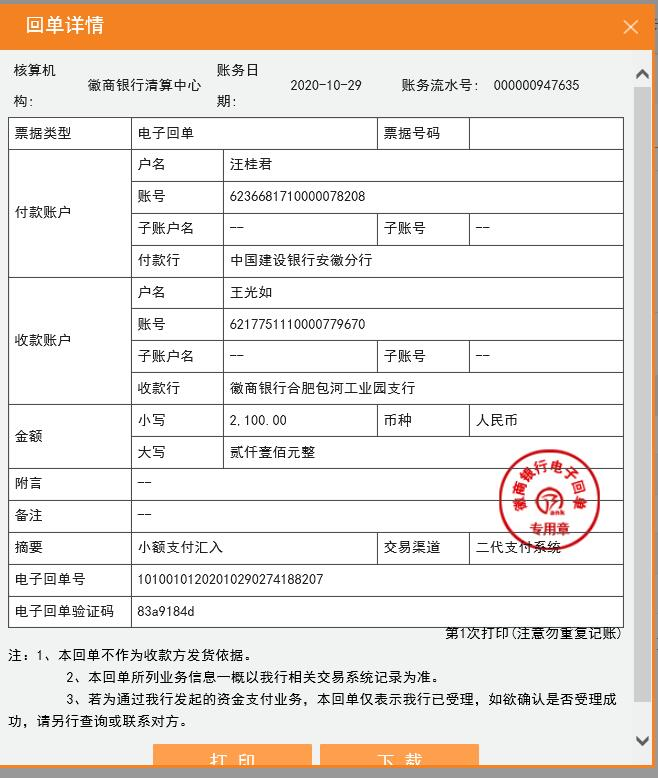 回单详情
核算机构: 徽商银行清算中心 账务日期: 2020-10-29 账务流水号: 000000947635
票据类型 电子回单 票据号码
付款账户
户名 汪桂君
账号 6236681710000078208
子账户名 -- 子账号 --
付款行 中国建设银行安徽分行
收款账户
户名 王光如
账号 6217751110000779670
子账户名 -- 子账号 --
收款行 徽商银行合肥包河工业园支行
金额
小写 2,100.00 币种 人民币
大写 贰仟壹佰元整
附言 --
备注 --
徽商银行电子回单
ank
专用章
摘要 小额支付汇入 交易渠道 二代支付系统
电子回单号 10100101202010290274188207
电子回单验证码 83a9184d
第1次打印(注意勿重复记账)
注：1、本回单不作为收款方发货依据。
2、本回单所列业务信息一概以我行相关交易系统记录为准。
3、若为通过我行发起的资金支付业务，本回单仅表示我行已受理，如欲确认是否受理成
功，请另行查询或联系对方。
打 印 下 载